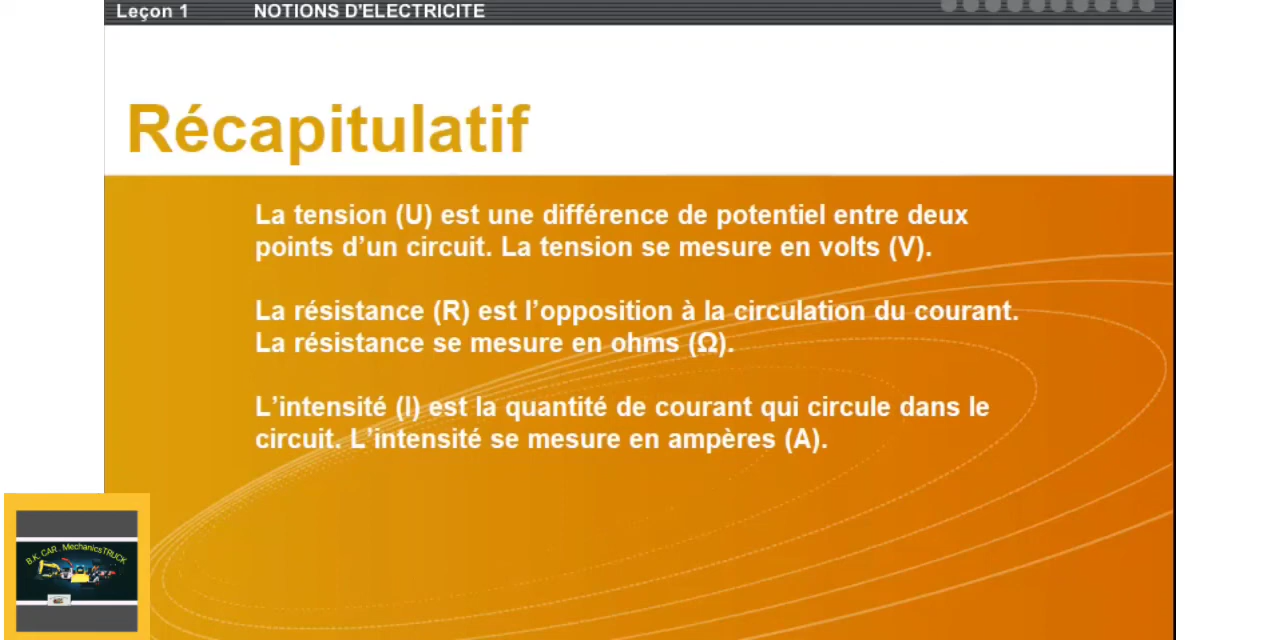 Leçon 1 NOTIONS D'ELECTRICITE
Récapitulatif
La tension (U) est une différence de potentiel entre deux
points d’un circuit. La tension se mesure en volts (V).
La résistance (R) est l’opposition à la circulation du courant.
La résistance se mesure en ohms (Ω).
L’intensité (I) est la quantité de courant qui circule dans le
circuit. L’intensité se mesure en ampères (A).
B.K. CAR . MechanicsTRUCK